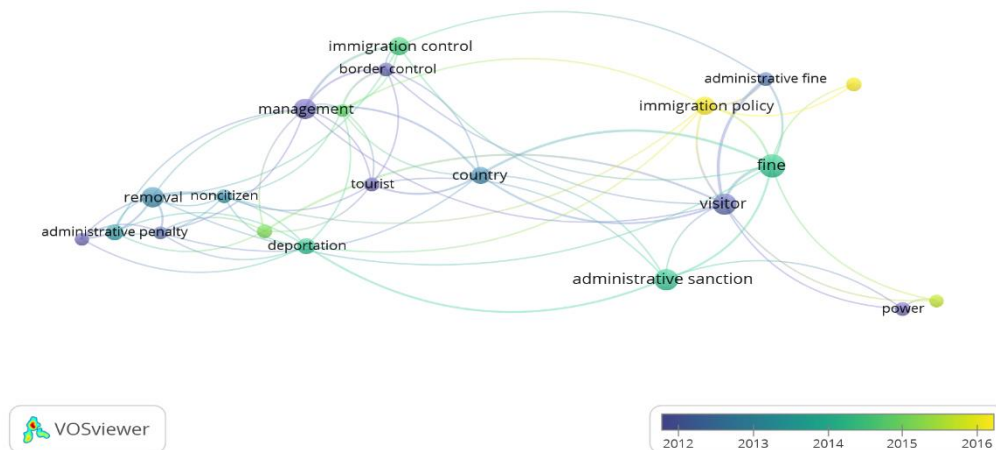 immigration control
border control
administrative fine
management
immigration policy
fine
country
tourist
removal
noncitizen
visitor
administrative penalty
deportation
administrative sanction
power
VOSviewer
2012 2013 2014 2015 2016